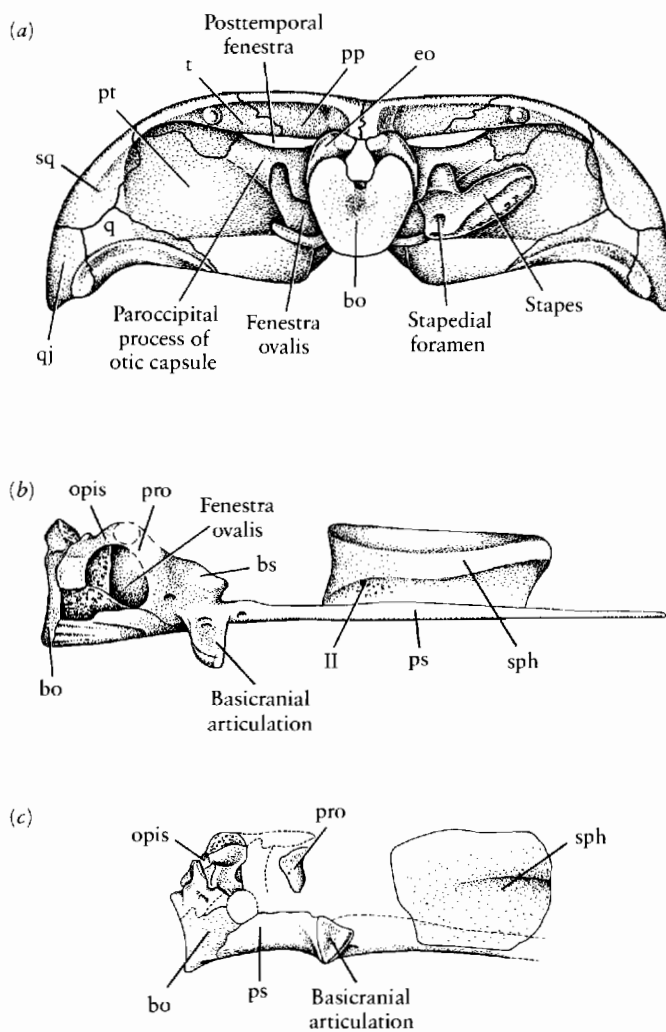 (a)
Posttemporal
fenestra
eo
t
pp
pt
sq
q
bo
Paroccipital
process of
otic capsule
Fenestra
ovalis
Stapedial
foramen
Stapes
qj
(b)
opis
pro
Fenestra
ovalis
bs
II
ps
sph
bo
Basicranial
articulation
(c)
opis
pro
sph
bo
ps
Basicranial
articulation